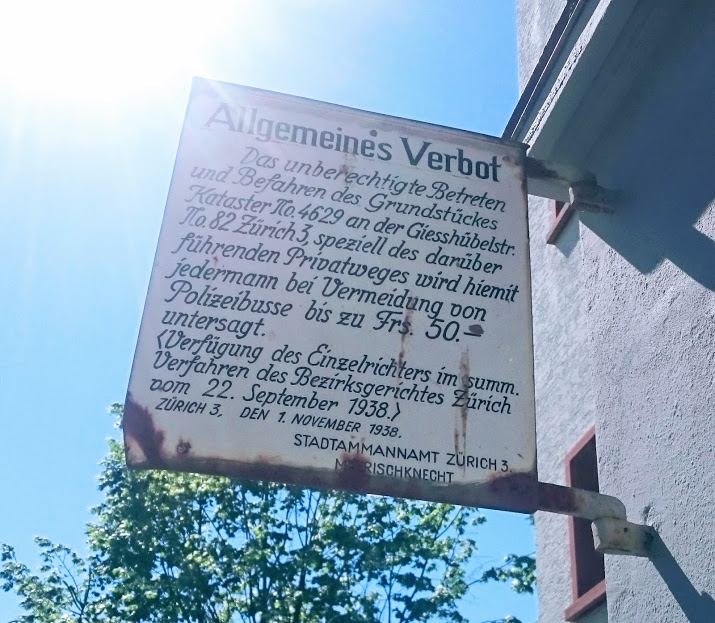 Allgemeines Verbot
Das unberechtigte Betreten
und Befahren des Grundstückes
Kataster No. 4629 an der Giesshübelstr.
No. 82 Zürich 3, speziell des darüber
führenden Privatweges wird hiemit
jedermann bei Vermeidung von
Polizeibusse bis zu Frs. 50.-
untersagt.
(Verfügung des Einzelrichters im summ.
Verfahren des Bezirksgerichtes Zürich
vom 22. September 1938.)
ZÜRICH 3, DEN 1. NOVEMBER 1938.
STADTAMMANNAMT ZÜRICH 3.